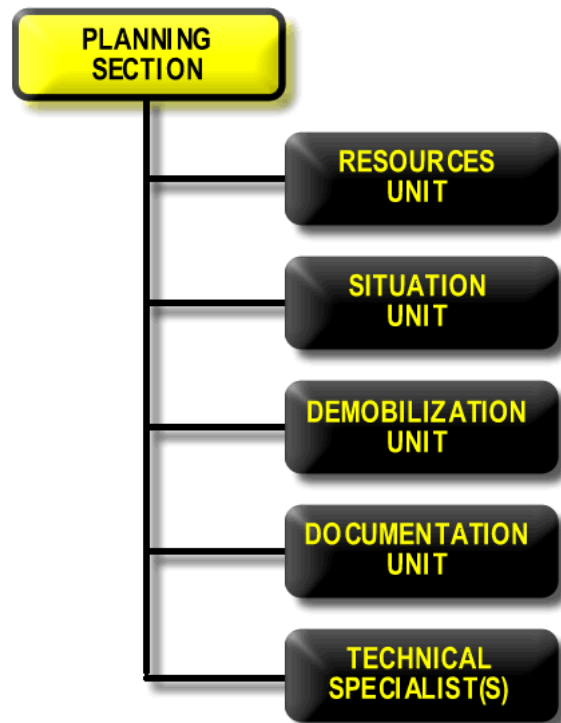 PLANNING
SECTION
RESOURCES
UNIT
SITUATION
UNIT
DEMOBILIZATION
UNIT
DOCUMENTATION
UNIT
TECHNICAL
SPECIALIST(S)